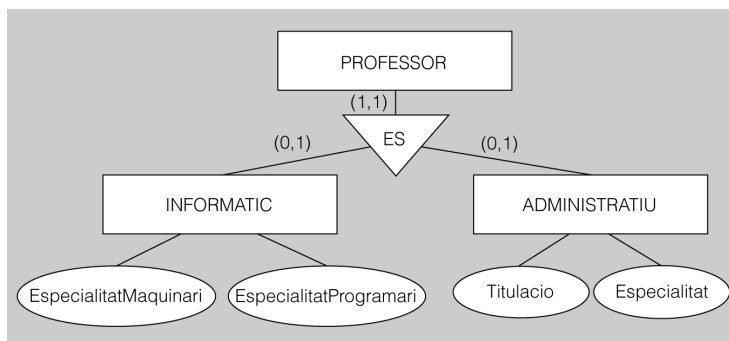 PROFESSOR
(1,1)
ES
(0,1)
(0,1)
INFORMATIC
ADMINISTRATIU
EspecialitatMaquinari
EspecialitatProgramari
Titulacio
Especialitat